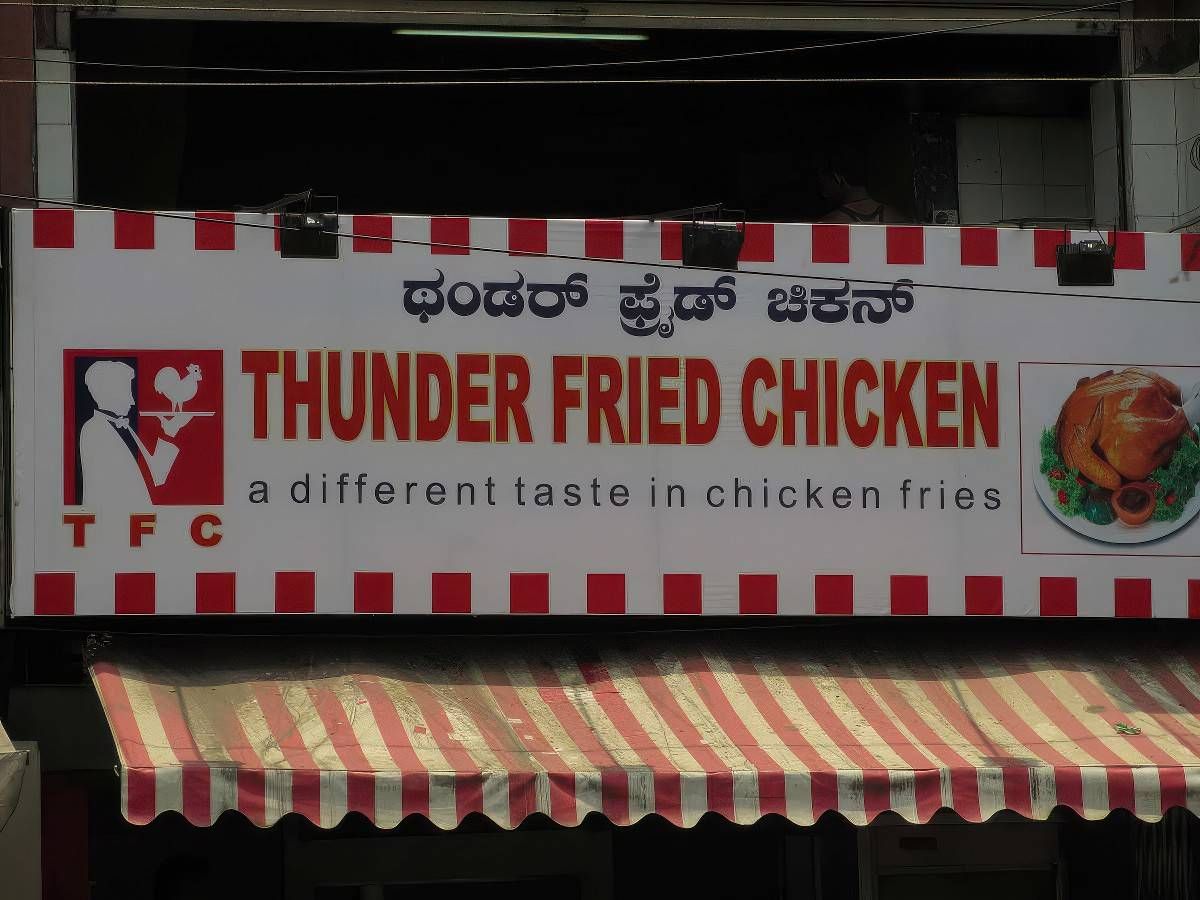 ಥಂಡರ್ ಫ್ರೈಡ್ ಚಿಕನ್
THUNDER FRIED CHICKEN
a different taste in chicken fries
TFC